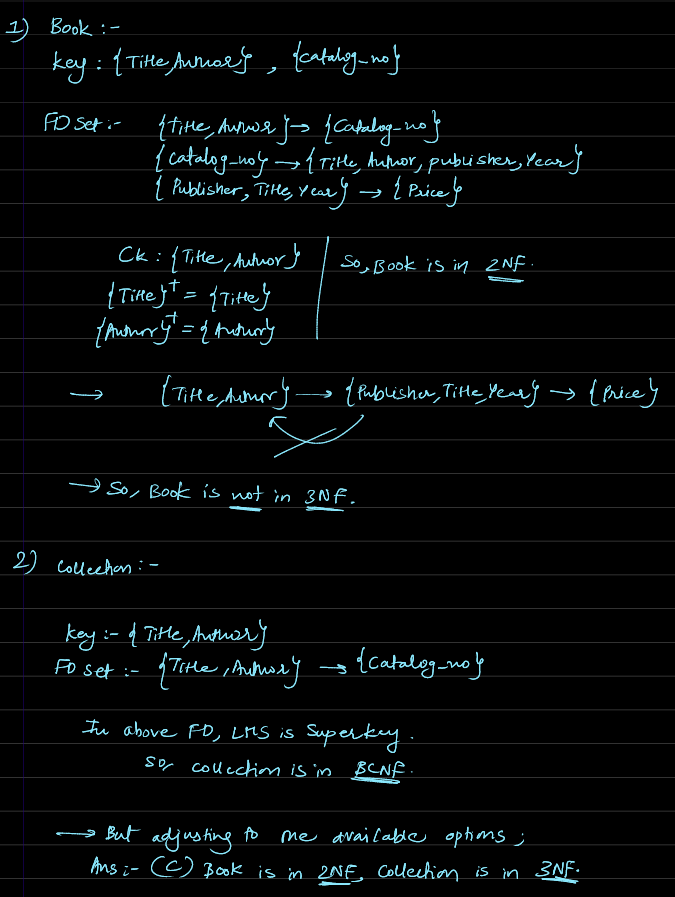 1) Book :-
key : {Title,Author} , {Catalog_no}
FD Set :- {Title,Author} → {Catalog_no}
{Catalog_no} → {Title, Author, publisher, Year}
{Publisher, Title, Year} → {Price}
Ck : {Title, Author} | So, Book is in 2NF.
{Title}⁺ = {Title}
{Author}⁺ = {Author}
→ {Title,Author} → {Publisher,Title,Year} → {Price}
→ So, Book is not in 3NF.
2) Collection :-
key :- {Title,Author}
FD set :- {Title,Author} → {Catalog_no}
In above FD, LHS is Superkey.
So, collection is in BCNF.
→ But adjusting to the available options ;
Ans :- (C) Book is in 2NF, Collection is in 3NF.